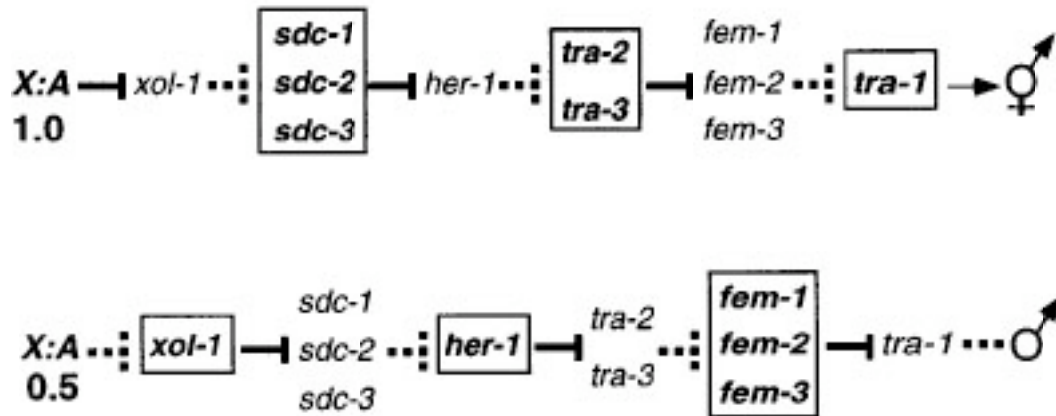 X:A xol-1 sdc-1 her-1 tra-2 fem-1 tra-1
1.0 sdc-2 tra-3 fem-2
sdc-3 fem-3
X:A xol-1 sdc-1 her-1 tra-2 fem-1 tra-1
0.5 sdc-2 tra-3 fem-2
sdc-3 fem-3